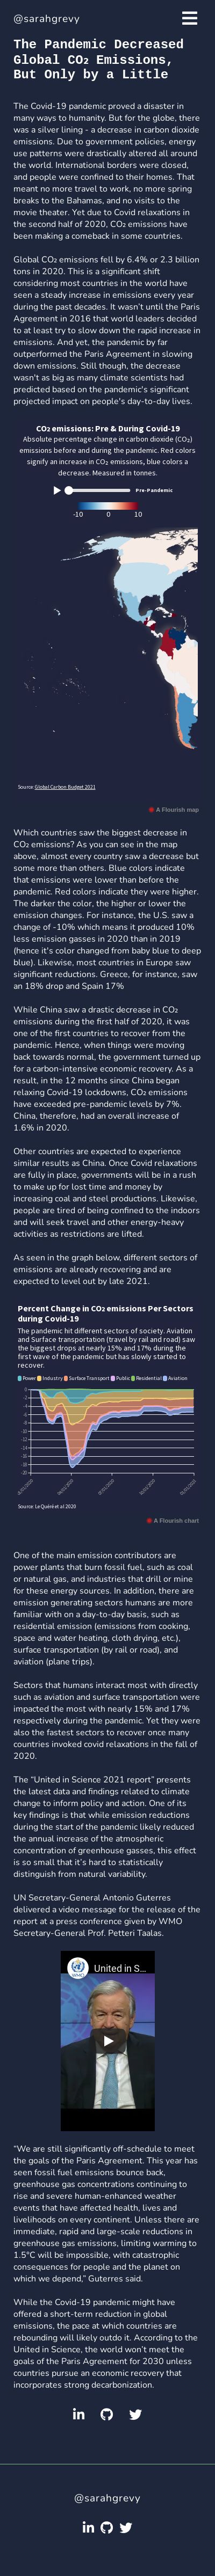 @sarahgrevy
The Pandemic Decreased
Global CO₂ Emissions,
But Only by a Little
The Covid-19 pandemic proved a disaster in
many ways to humanity. But for the globe, there
was a silver lining - a decrease in carbon dioxide
emissions. Due to government policies, energy
use patterns were drastically altered all around
the world. International borders were closed,
and people were confined to their homes. That
meant no more travel to work, no more spring
breaks to the Bahamas, and no visits to the
movie theater. Yet due to Covid relaxations in
the second half of 2020, CO₂ emissions have
been making a comeback in some countries.
Global CO₂ emissions fell by 6.4% or 2.3 billion
tons in 2020. This is a significant shift
considering most countries in the world have
seen a steady increase in emissions every year
during the past decades. It wasn't until the Paris
Agreement in 2016 that world leaders decided
to at least try to slow down the rapid increase in
emissions. And yet, the pandemic by far
outperformed the Paris Agreement in slowing
down emissions. Still, though, the decrease
wasn't as big as many climate scientists had
predicted based on the pandemic's significant
projected impact on people's day-to-day lives.
CO₂ emissions: Pre & During Covid-19
Absolute percentage change in carbon dioxide (CO₂)
emissions before and during the pandemic. Red colors
signify an increase in CO₂ emissions, blue colors a
decrease. Measured in tonnes.
Pre-Pandemic
-10 0 10
Source: Global Carbon Budget 2021
A Flourish map
Which countries saw the biggest decrease in
CO₂ emissions? As you can see in the map
above, almost every country saw a decrease but
some more than others. Blue colors indicate
that emissions were lower than before the
pandemic. Red colors indicate they were higher.
The darker the color, the higher or lower the
emission changes. For instance, the U.S. saw a
change of -10% which means it produced 10%
less emission gasses in 2020 than in 2019
(hence it's color changed from baby blue to deep
blue). Likewise, most countries in Europe saw
significant reductions. Greece, for instance, saw
an 18% drop and Spain 17%
While China saw a drastic decrease in CO₂
emissions during the first half of 2020, it was
one of the first countries to recover from the
pandemic. Hence, when things were moving
back towards normal, the government turned up
for a carbon-intensive economic recovery. As a
result, in the 12 months since China began
relaxing Covid-19 lockdowns, CO₂ emissions
have exceeded pre-pandemic levels by 7%.
China, therefore, had an overall increase of
1.6% in 2020.
Other countries are expected to experience
similar results as China. Once Covid relaxations
are fully in place, governments will be in a rush
to make up for lost time and money by
increasing coal and steel productions. Likewise,
people are tired of being confined to the indoors
and will seek travel and other energy-heavy
activities as restrictions are lifted.
As seen in the graph below, different sectors of
emissions are already recovering and are
expected to level out by late 2021.
Percent Change in CO₂ emissions Per Sectors
during Covid-19
The pandemic hit different sectors of society. Aviation
and Surface transportation (travel by rail and road) saw
the biggest drops at nearly 15% and 17% during the
first wave of the pandemic but has slowly started to
recover.
Power Industry Surface Transport Public Residential Aviation
0
-2
-4
-6
-8
-10
-12
-14
-16
-18
-20
Source: Le Quéré et al 2020
A Flourish chart
One of the main emission contributors are
power plants that burn fossil fuel, such as coal
or natural gas, and industries that drill or mine
for these energy sources. In addition, there are
emission generating sectors humans are more
familiar with on a day-to-day basis, such as
residential emission (emissions from cooking,
space and water heating, cloth drying, etc.),
surface transportation (by rail or road), and
aviation (plane trips).
Sectors that humans interact most with directly
such as aviation and surface transportation were
impacted the most with nearly 15% and 17%
respectively during the pandemic. Yet they were
also the fastest sectors to recover once many
countries invoked covid relaxations in the fall of
2020.
The “United in Science 2021 report” presents
the latest data and findings related to climate
change to inform policy and action. One of its
key findings is that while emission reductions
during the start of the pandemic likely reduced
the annual increase of the atmospheric
concentration of greenhouse gasses, this effect
is so small that it's hard to statistically
distinguish from natural variability.
UN Secretary-General Antonio Guterres
delivered a video message for the release of the
report at a press conference given by WMO
Secretary-General Prof. Petteri Taalas.
United in S...
“We are still significantly off-schedule to meet
the goals of the Paris Agreement. This year has
seen fossil fuel emissions bounce back,
greenhouse gas concentrations continuing to
rise and severe human-enhanced weather
events that have affected health, lives and
livelihoods on every continent. Unless there are
immediate, rapid and large-scale reductions in
greenhouse gas emissions, limiting warming to
1.5°C will be impossible, with catastrophic
consequences for people and the planet on
which we depend,” Guterres said.
While the Covid-19 pandemic might have
offered a short-term reduction in global
emissions, the pace at which countries are
rebounding will likely outdo it. According to the
United in Science, the world won't meet the
goals of the Paris Agreement for 2030 unless
countries pursue an economic recovery that
incorporates strong decarbonization.
@sarahgrevy